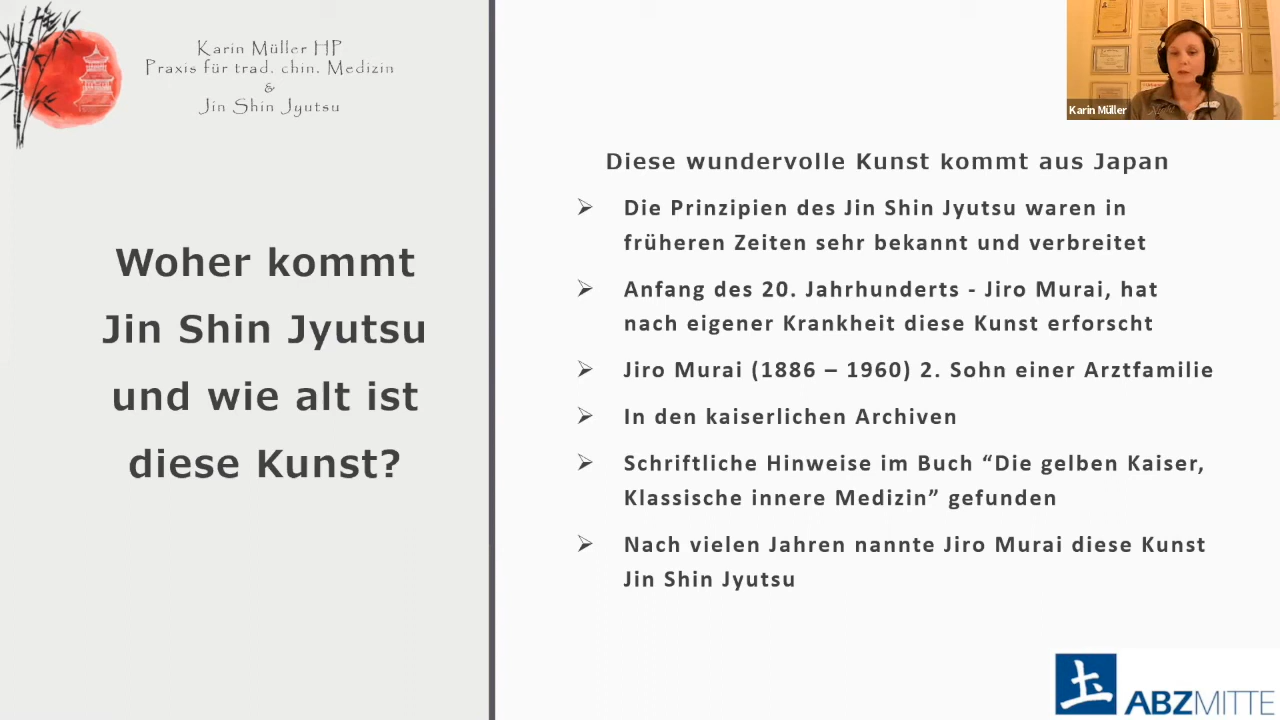 Karin Müller HP
Praxis für trad. chin. Medizin
&
Jin Shin Jyutsu
Karin Müller
Woher kommt
Jin Shin Jyutsu
und wie alt ist
diese Kunst?
Diese wundervolle Kunst kommt aus Japan
➢ Die Prinzipien des Jin Shin Jyutsu waren in
früheren Zeiten sehr bekannt und verbreitet
➢ Anfang des 20. Jahrhunderts - Jiro Murai, hat
nach eigener Krankheit diese Kunst erforscht
➢ Jiro Murai (1886 – 1960) 2. Sohn einer Arztfamilie
➢ In den kaiserlichen Archiven
➢ Schriftliche Hinweise im Buch “Die gelben Kaiser,
Klassische innere Medizin” gefunden
➢ Nach vielen Jahren nannte Jiro Murai diese Kunst
Jin Shin Jyutsu
ABZMITTE